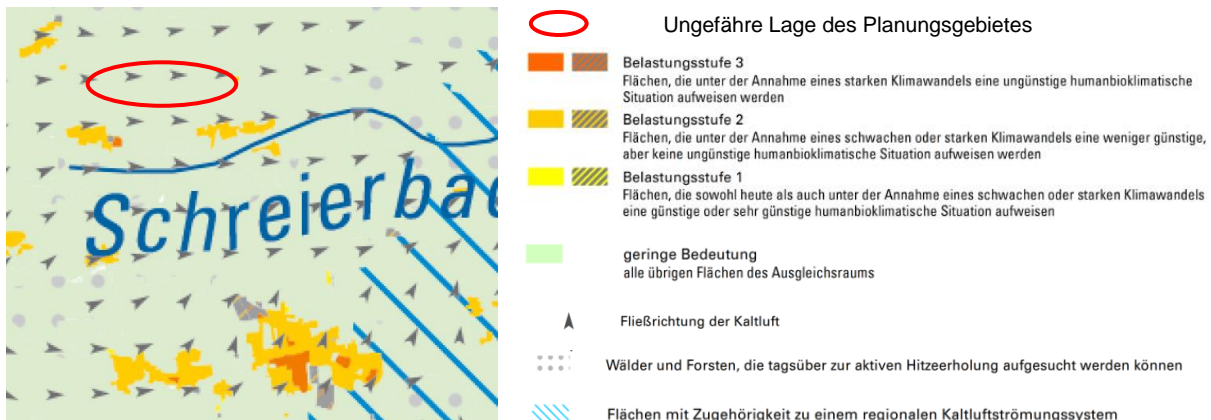 Schreierbac
Ungefähre Lage des Planungsgebietes
Belastungsstufe 3
Flächen, die unter der Annahme eines starken Klimawandels eine ungünstige humanbioklimatische
Situation aufweisen werden
Belastungsstufe 2
Flächen, die unter der Annahme eines schwachen oder starken Klimawandels eine weniger günstige,
aber keine ungünstige humanbioklimatische Situation aufweisen werden
Belastungsstufe 1
Flächen, die sowohl heute als auch unter der Annahme eines schwachen oder starken Klimawandels
eine günstige oder sehr günstige humanbioklimatische Situation aufweisen
geringe Bedeutung
alle übrigen Flächen des Ausgleichsraums
Fließrichtung der Kaltluft
Wälder und Forsten, die tagsüber zur aktiven Hitzeerholung aufgesucht werden können
Flächen mit Zugehörigkeit zu einem regionalen Kaltluftströmungssystem